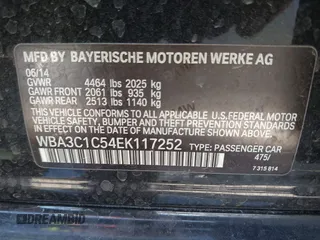 MFD BY BAYERISCHE MOTOREN WERKE AG
06/14
GVWR 4464 lbs 2025 kg
GAWR FRONT 2061 lbs 935 kg
GAWR REAR 2513 lbs 1140 kg
THIS VEHICLE CONFORMS TO ALL APPLICABLE U.S. FEDERAL MOTOR
VEHICLE SAFETY, BUMPER, AND THEFT PREVENTION STANDARDS IN
EFFECT ON THE DATE OF MANUFACTURE SHOWN ABOVE.
WBA3C1C54EK117252 TYPE: PASSENGER CAR
475/
7 315 814
DREAMBID